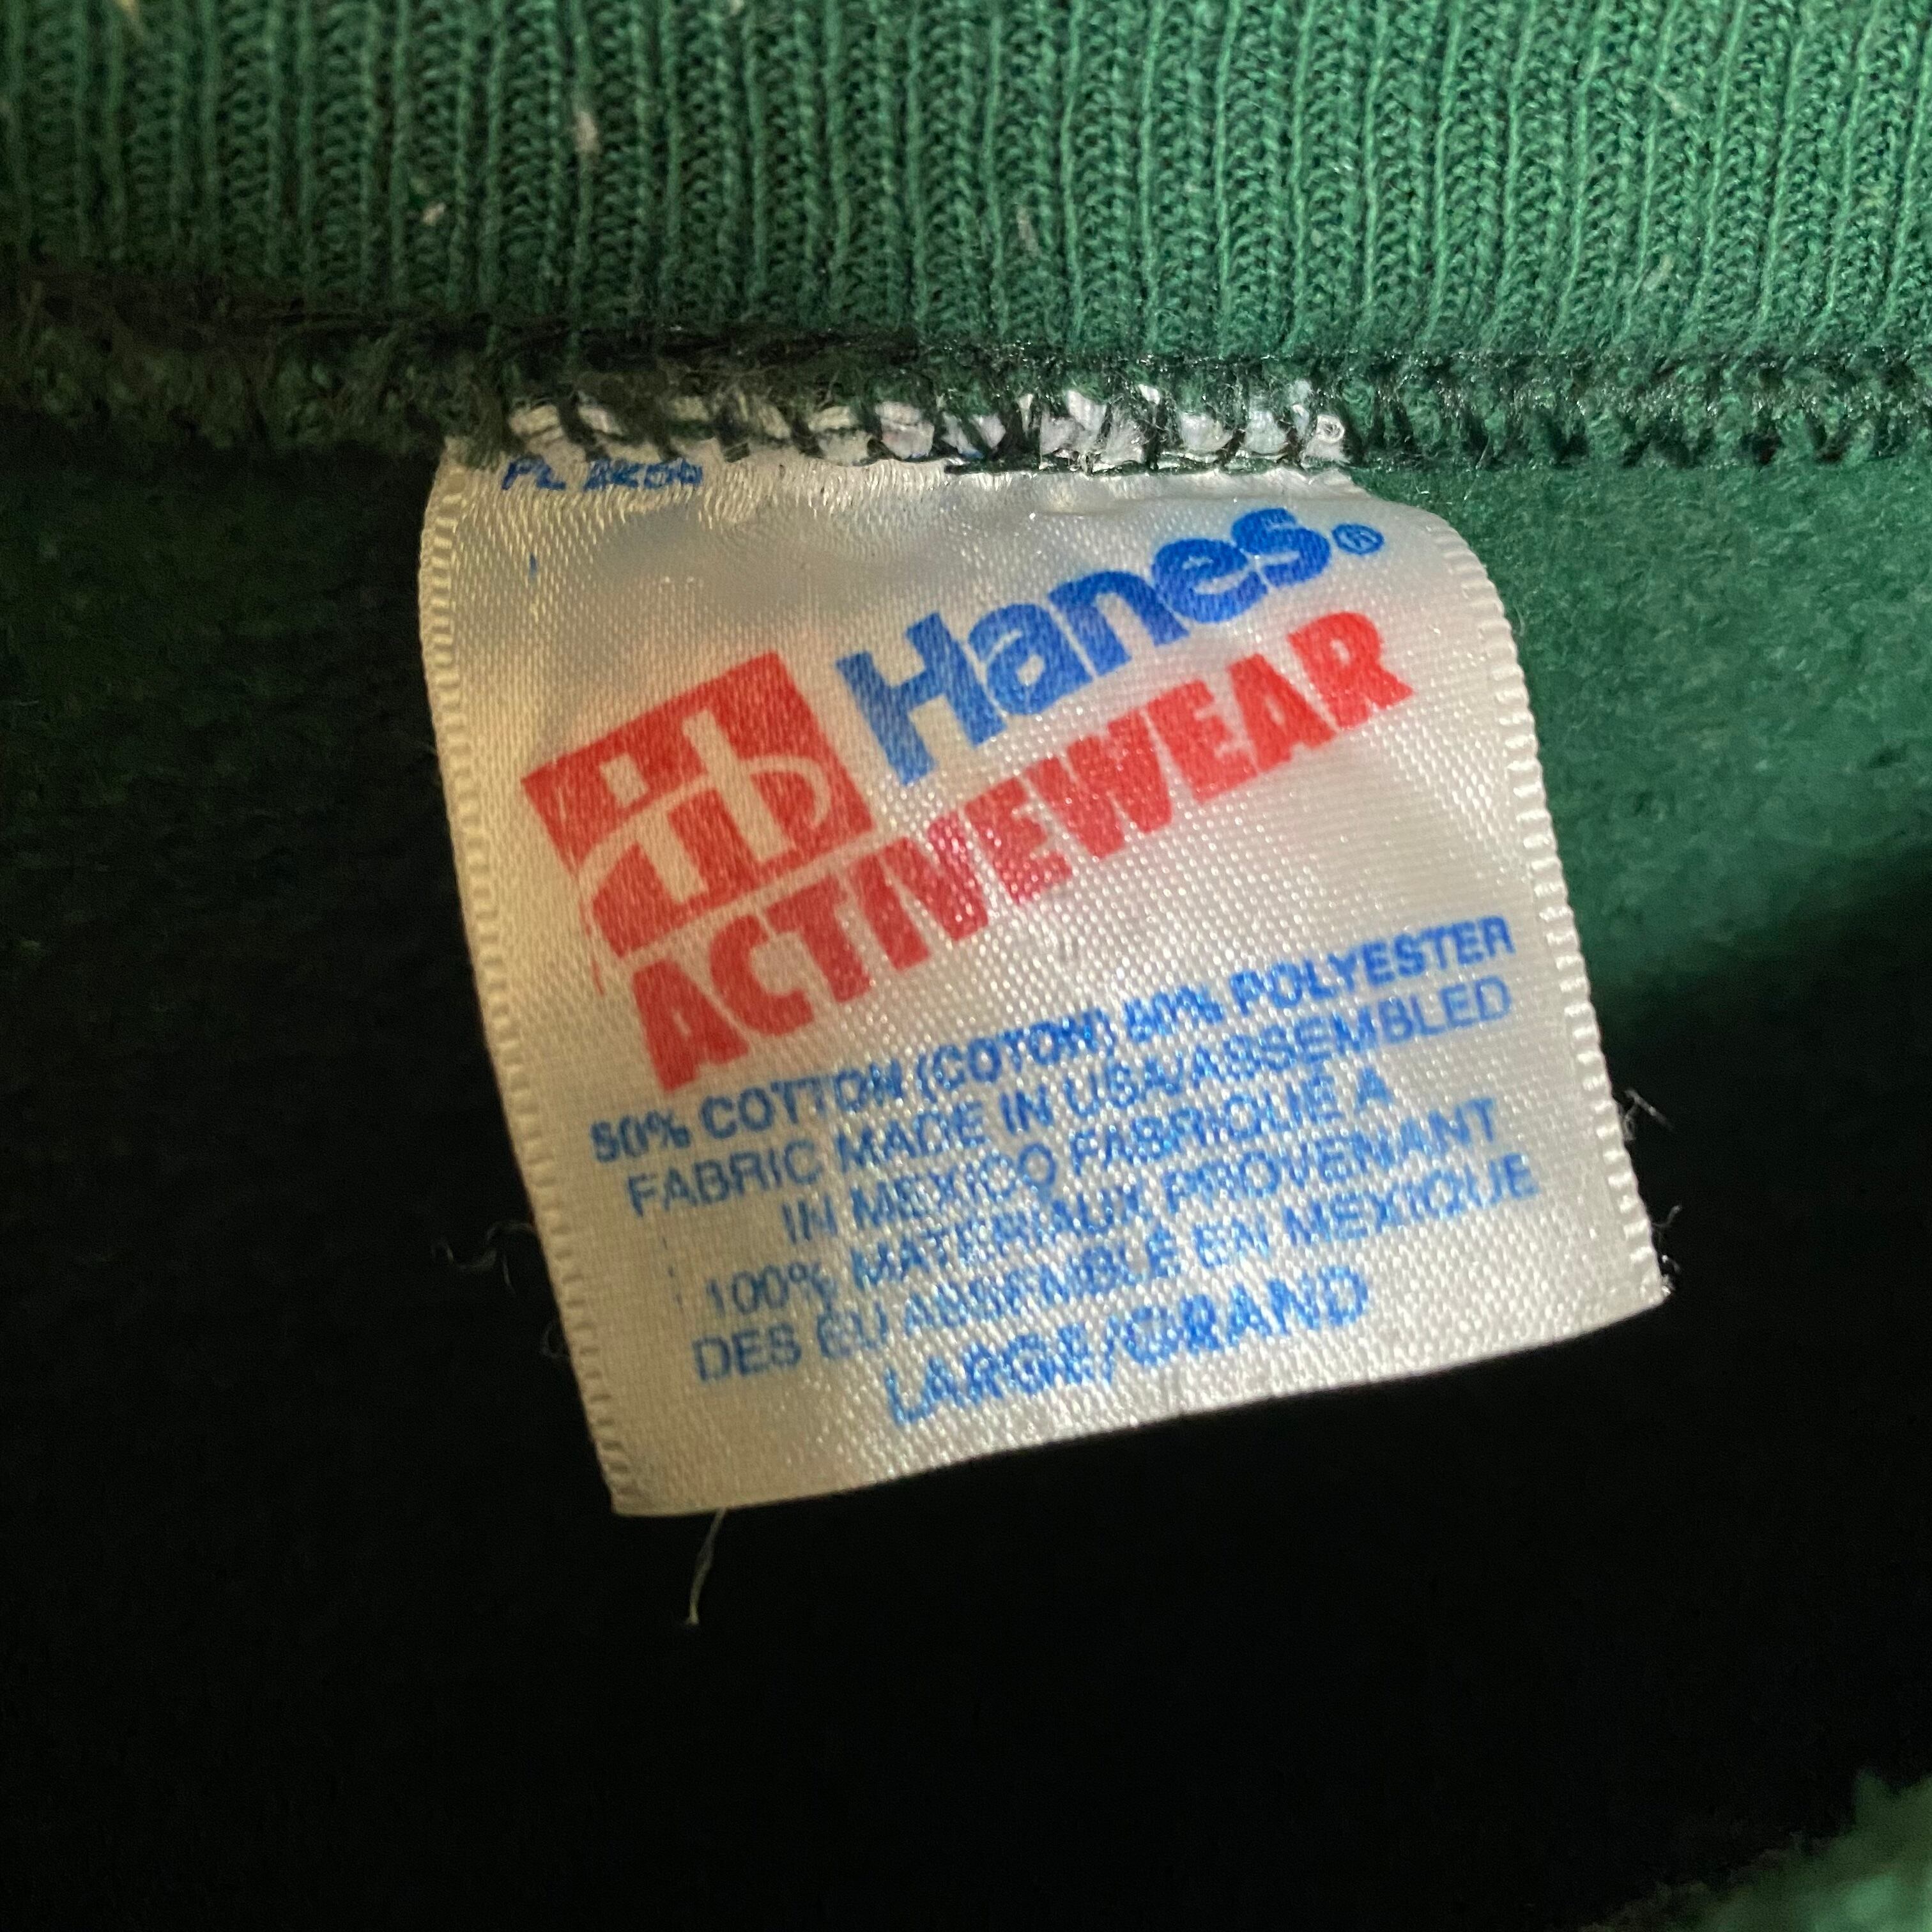 Hanes®
ACTIVEWEAR
50% COTTON (COTON) 50% POLYESTER
FABRIC MADE IN USA/ASSEMBLED
IN MEXICO FABRIQUÉ A
100% MATERIAUX PROVENANT
DES ÉU ASSEMBLÉ EN MEXIQUE
LARGE/GRAND